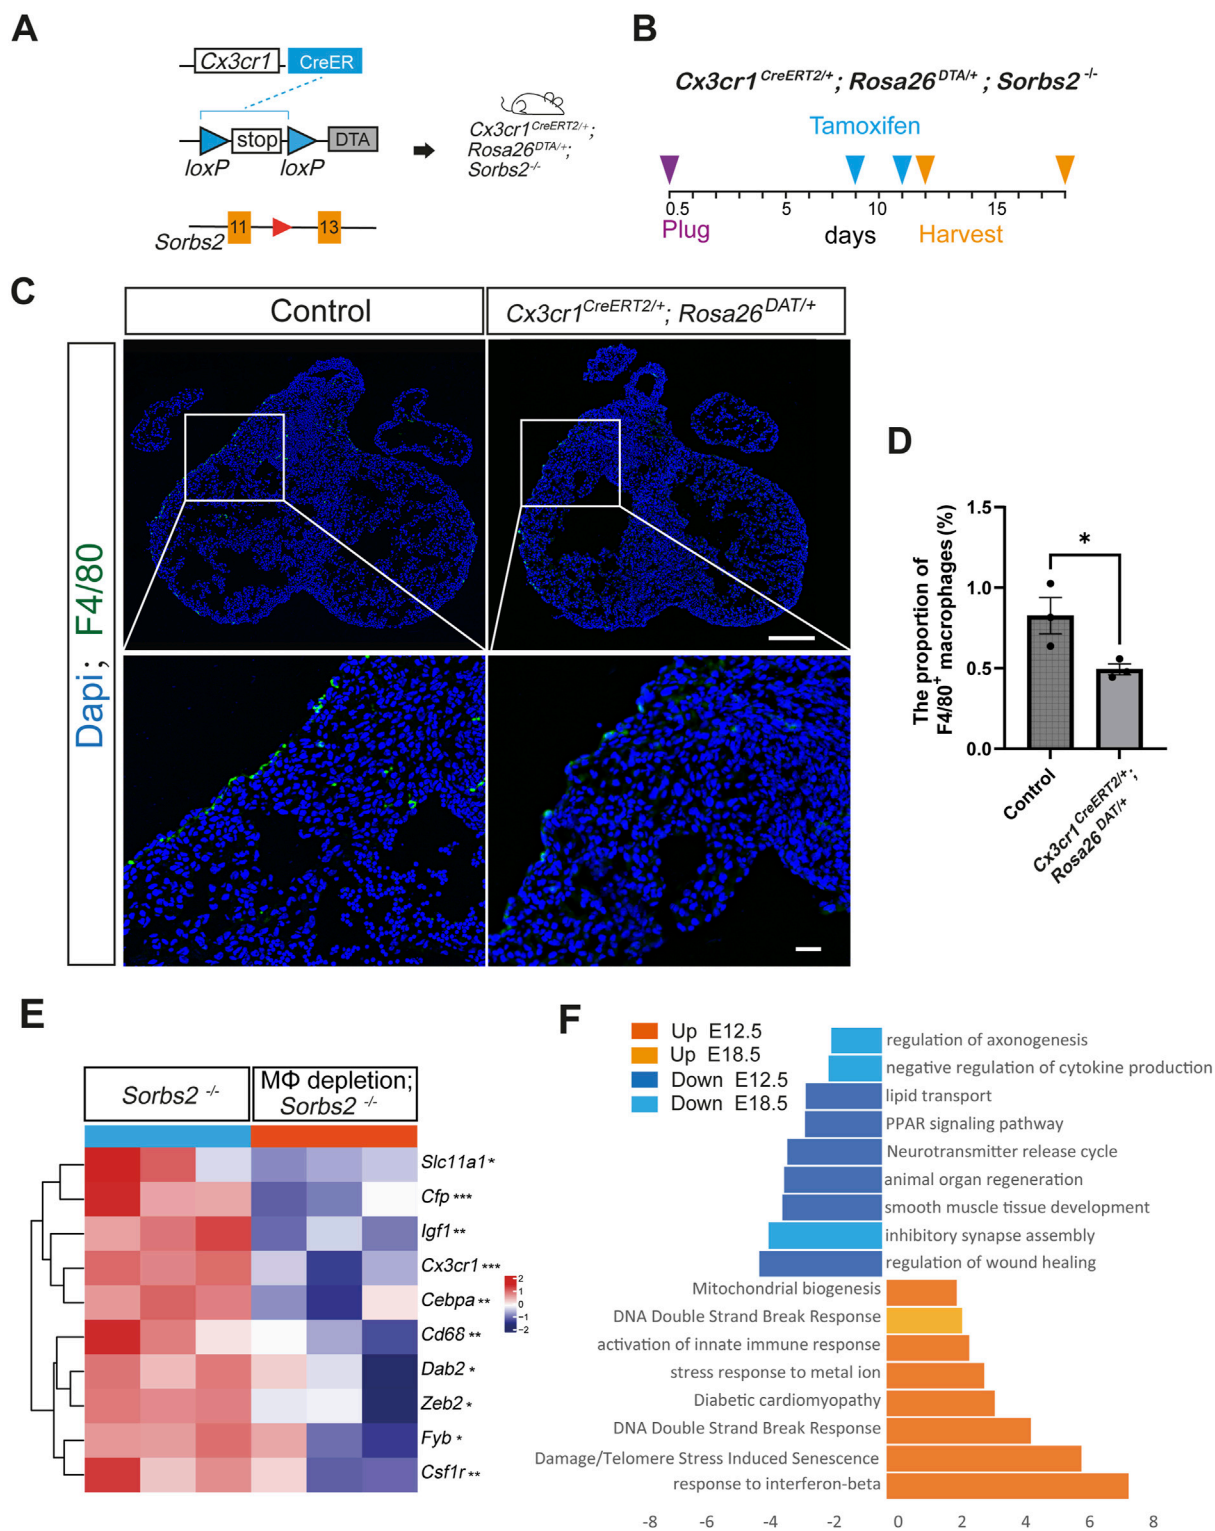 A
Cx3cr1
CreER
stop
DTA
loxP
loxP
Sorbs2
11
13
Cx3cr1CreERT2/+;
Rosa26DTA/+;
Sorbs2-/-
B
Cx3cr1CreERT2/+; Rosa26DTA/+; Sorbs2-/-
Tamoxifen
0.5 5 10 15
Plug
days
Harvest
C
Control
Cx3cr1CreERT2/+; Rosa26DAT/+
Dapi; F4/80
D
The proportion of
F4/80+ macrophages (%)
1.5
1.0
0.5
0.0
*
Control
Cx3cr1CreERT2/+;
Rosa26DAT/+
E
Sorbs2-/-
MΦ depletion;
Sorbs2-/-
Slc11a1*
Cfp***
Igf1**
Cx3cr1***
Cebpa**
Cd68**
Dab2*
Zeb2*
Fyb*
Csf1r**
2
1
0
-1
-2
F
Up E12.5
Up E18.5
Down E12.5
Down E18.5
regulation of axonogenesis
negative regulation of cytokine production
lipid transport
PPAR signaling pathway
Neurotransmitter release cycle
animal organ regeneration
smooth muscle tissue development
inhibitory synapse assembly
regulation of wound healing
Mitochondrial biogenesis
DNA Double Strand Break Response
activation of innate immune response
stress response to metal ion
Diabetic cardiomyopathy
DNA Double Strand Break Response
Damage/Telomere Stress Induced Senescence
response to interferon-beta
-8 -6 -4 -2 0 2 4 6 8